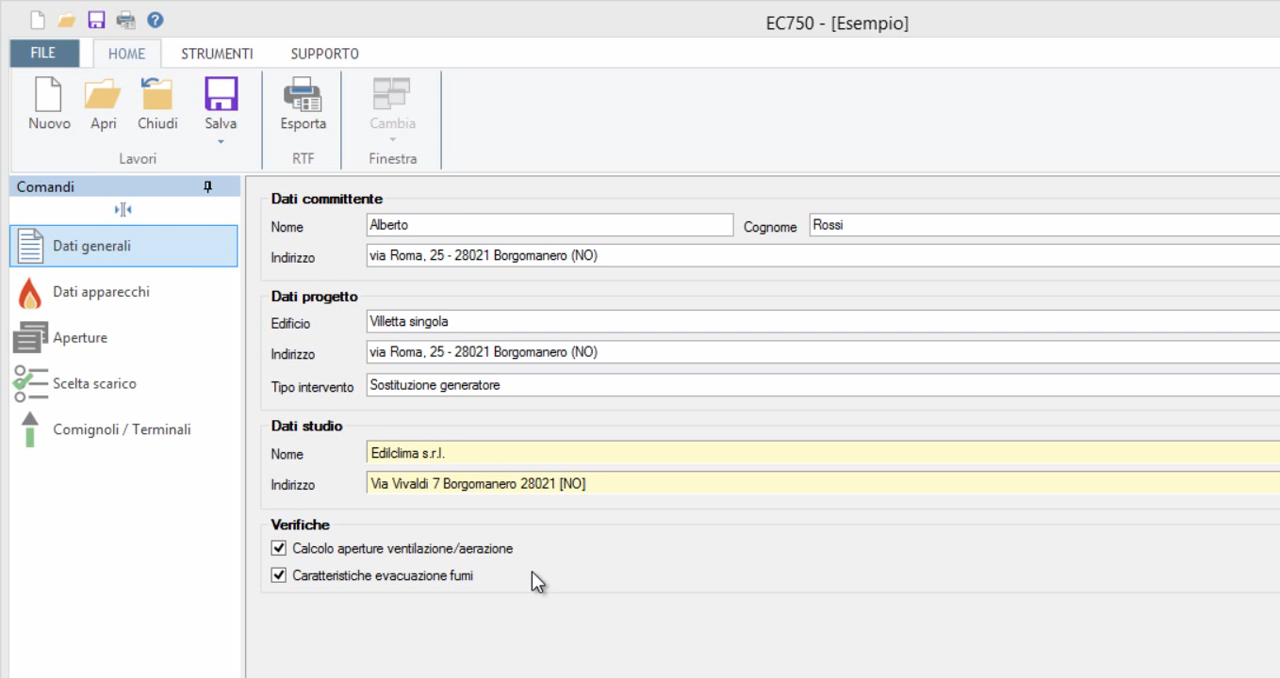 EC750 - [Esempio]
FILE HOME STRUMENTI SUPPORTO
Nuovo Apri Chiudi Salva Esporta Cambia
Lavori RTF Finestra
Comandi
Dati generali
Dati apparecchi
Aperture
Scelta scarico
Comignoli / Terminali
Dati committente
Nome Alberto Cognome Rossi
Indirizzo via Roma, 25 - 28021 Borgomanero (NO)
Dati progetto
Edificio Villetta singola
Indirizzo via Roma, 25 - 28021 Borgomanero (NO)
Tipo intervento Sostituzione generatore
Dati studio
Nome Edilclima s.r.l.
Indirizzo Via Vivaldi 7 Borgomanero 28021 [NO]
Verifiche
Calcolo aperture ventilazione/aerazione
Caratteristiche evacuazione fumi